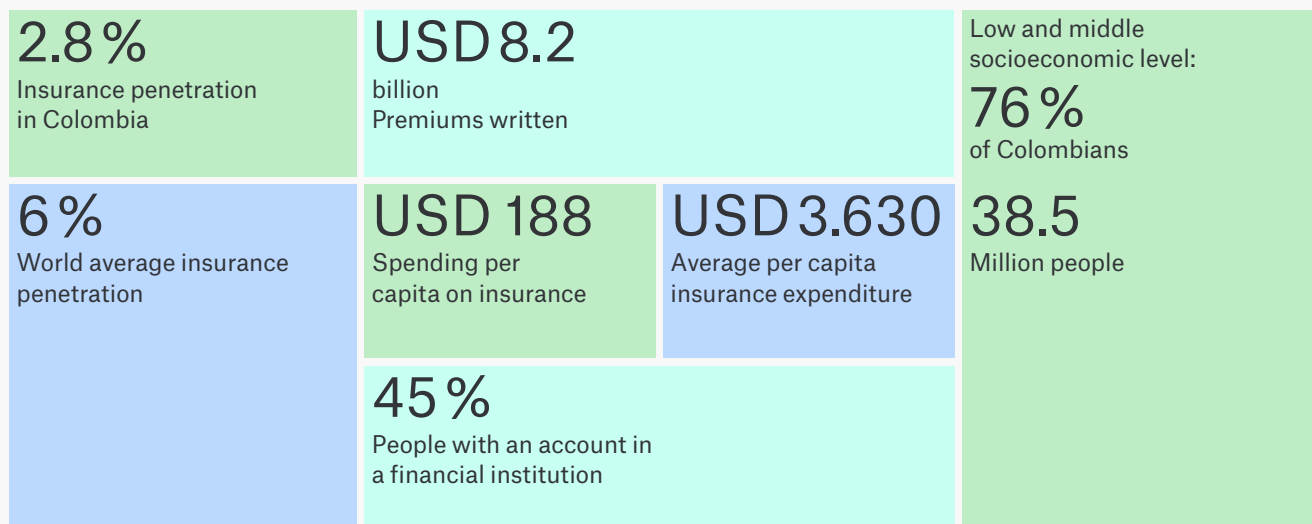 2.8 %
Insurance penetration
in Colombia
USD 8.2
billion
Premiums written
Low and middle
socioeconomic level:
76 %
of Colombians
38.5
Million people
6 %
World average insurance
penetration
USD 188
Spending per
capita on insurance
USD 3.630
Average per capita
insurance expenditure
45 %
People with an account in
a financial institution